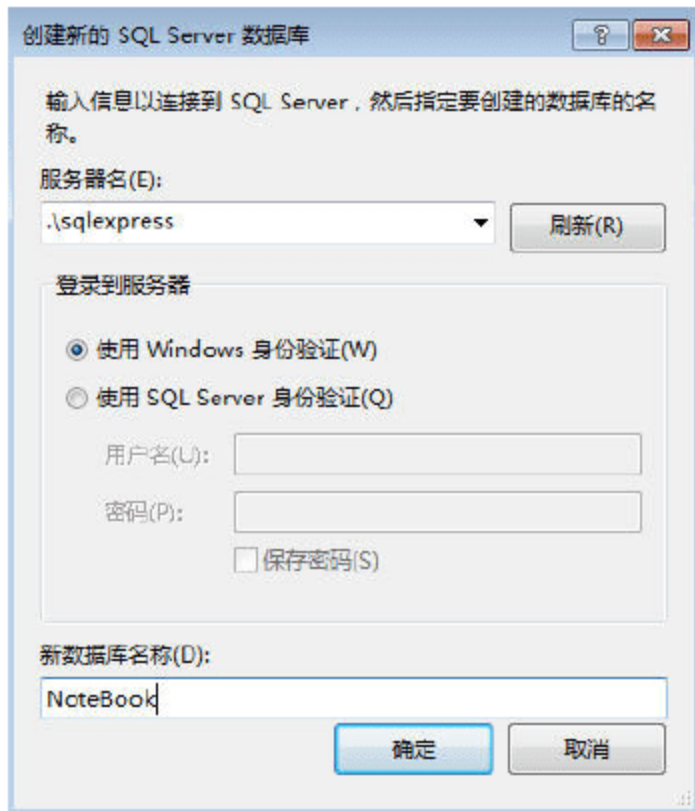 创建新的 SQL Server 数据库
输入信息以连接到 SQL Server，然后指定要创建的数据库的名
称。
服务器名(E):
.\sqlexpress
刷新(R)
登录到服务器
使用 Windows 身份验证(W)
使用 SQL Server 身份验证(Q)
用户名(U):
密码(P):
保存密码(S)
新数据库名称(D):
NoteBook
确定
取消